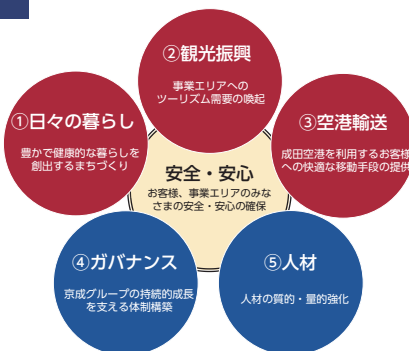 ②観光振興
事業エリアへの
ツーリズム需要の喚起
①日々の暮らし
豊かで健康的な暮らしを
創出するまちづくり
③空港輸送
成田空港を利用するお客様
への快適な移動手段の提供
安全・安心
お客様、事業エリアのみな
さまの安全・安心の確保
④ガバナンス
京成グループの持続的成長
を支える体制構築
⑤人材
人材の質的・量的強化